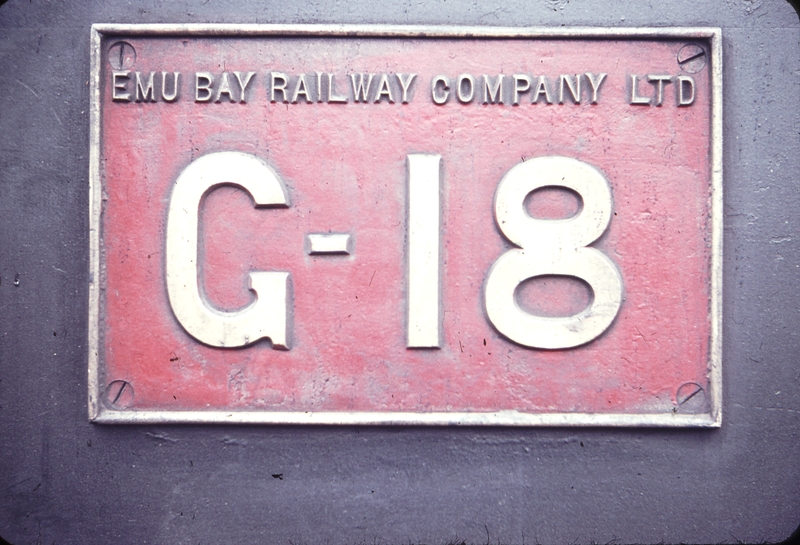 EMU BAY RAILWAY COMPANY LTD
G-18